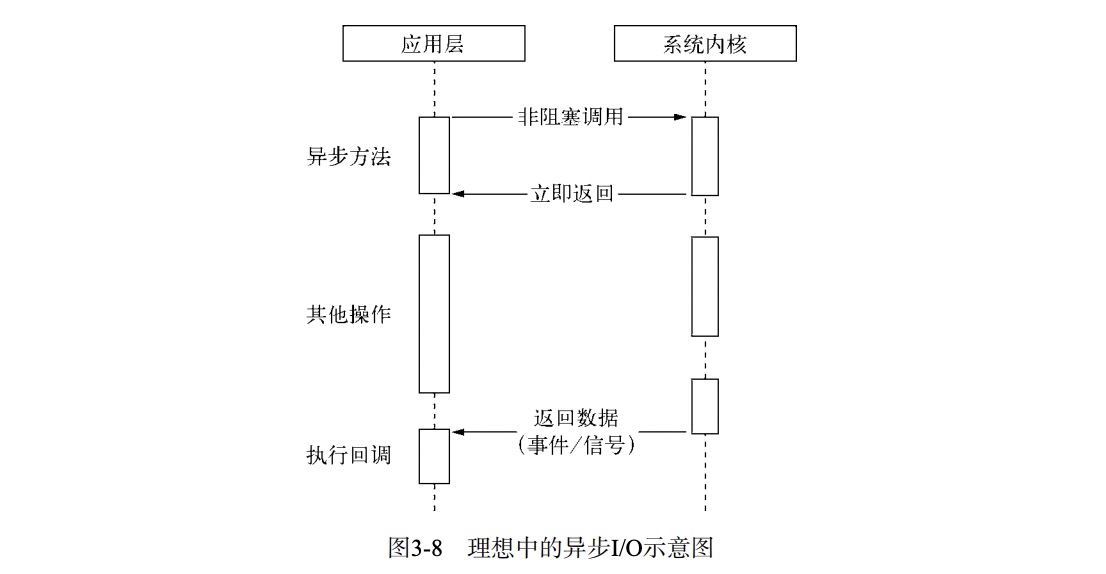 应用层
系统内核
非阻塞调用
异步方法
立即返回
其他操作
返回数据
（事件/信号）
执行回调
图3-8 理想中的异步I/O示意图